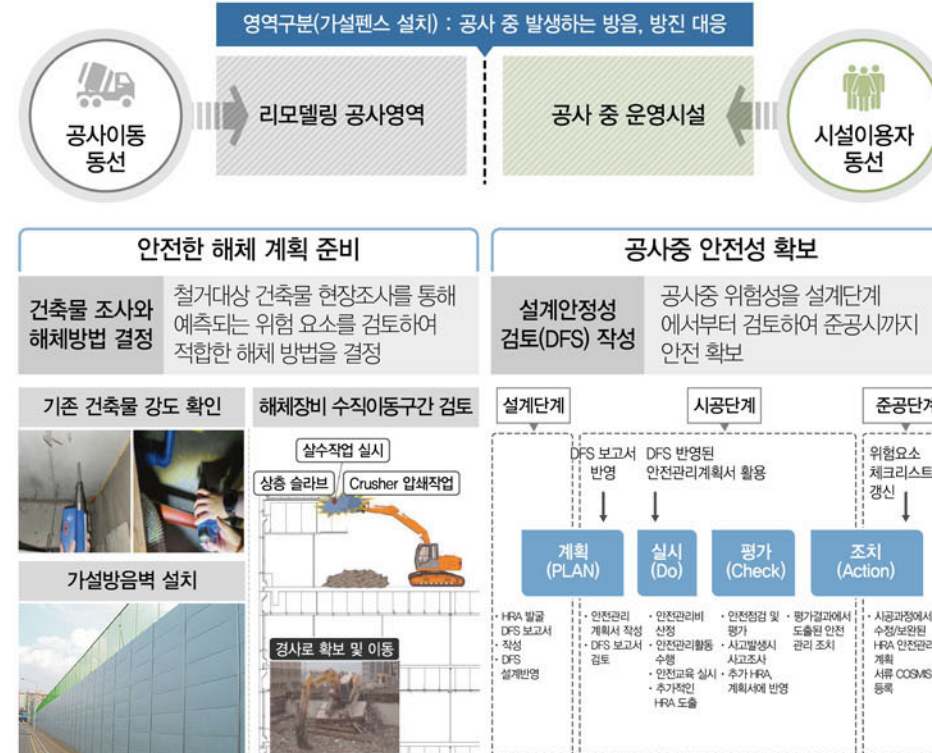 영역구분(가설펜스 설치) : 공사 중 발생하는 방음, 방진 대응
공사이동
동선
리모델링 공사영역
공사 중 운영시설
시설이용자
동선
안전한 해체 계획 준비
건축물 조사와
해체방법 결정
철거대상 건축물 현장조사를 통해
예측되는 위험 요소를 검토하여
적합한 해체 방법을 결정
기존 건축물 강도 확인
가설방음벽 설치
해체장비 수직이동구간 검토
살수작업 실시
상층 슬라브
Crusher 압쇄작업
경사로 확보 및 이동
공사중 안전성 확보
설계안정성
검토(DFS) 작성
공사중 위험성을 설계단계
에서부터 검토하여 준공시까지
안전 확보
설계단계
시공단계
준공단계
DFS 보고서
반영
DFS 반영된
안전관리계획서 활용
위험요소
체크리스트
갱신
계획
(PLAN)
실시
(Do)
평가
(Check)
조치
(Action)
· HRA 발굴
DFS 보고서
· 작성
· DFS
설계반영
· 안전관리
계획서 작성
· DFS 보고서
검토
· 안전관리비
산정
· 안전관리활동
수행
· 안전교육 실시
· 추가적인
HRA 도출
· 안전점검 및
평가
· 사고발생시
사고조사
· 추가 HRA,
계획서에 반영
· 평가결과에서
도출된 안전
관리 조치
· 시공과정에서
수정/보완된
HRA 안전관리
계획
서류 COSMIS
등록